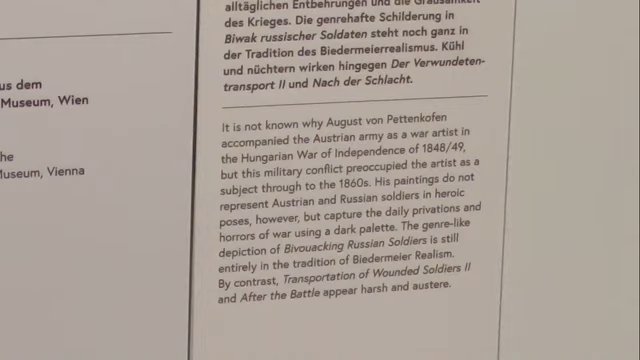 us dem
Museum, Wien
he
Museum, Vienna
alltäglichen Entbehrungen und die Grausamkeit
des Krieges. Die genrehafte Schilderung in
Biwak russischer Soldaten steht noch ganz in
der Tradition des Biedermeierrealismus. Kühl
und nüchtern wirken hingegen Der Verwundeten-
transport II und Nach der Schlacht.
It is not known why August von Pettenkofen
accompanied the Austrian army as a war artist in
the Hungarian War of Independence of 1848/49,
but this military conflict preoccupied the artist as a
subject through to the 1860s. His paintings do not
represent Austrian and Russian soldiers in heroic
poses, however, but capture the daily privations and
horrors of war using a dark palette. The genre-like
depiction of Bivouacking Russian Soldiers is still
entirely in the tradition of Biedermeier Realism.
By contrast, Transportation of Wounded Soldiers II
and After the Battle appear harsh and austere.